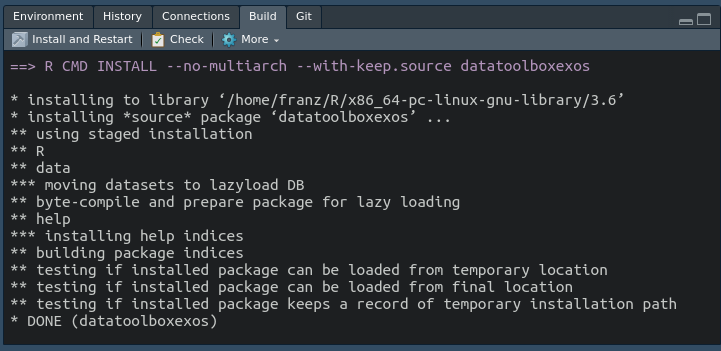 Environment History Connections Build Git
Install and Restart Check More
==> R CMD INSTALL --no-multiarch --with-keep.source datatoolboxexos
* installing to library ‘/home/franz/R/x86_64-pc-linux-gnu-library/3.6’
* installing *source* package ‘datatoolboxexos’ ...
** using staged installation
** R
** data
*** moving datasets to lazyload DB
** byte-compile and prepare package for lazy loading
** help
*** installing help indices
** building package indices
** testing if installed package can be loaded from temporary location
** testing if installed package can be loaded from final location
** testing if installed package keeps a record of temporary installation path
* DONE (datatoolboxexos)